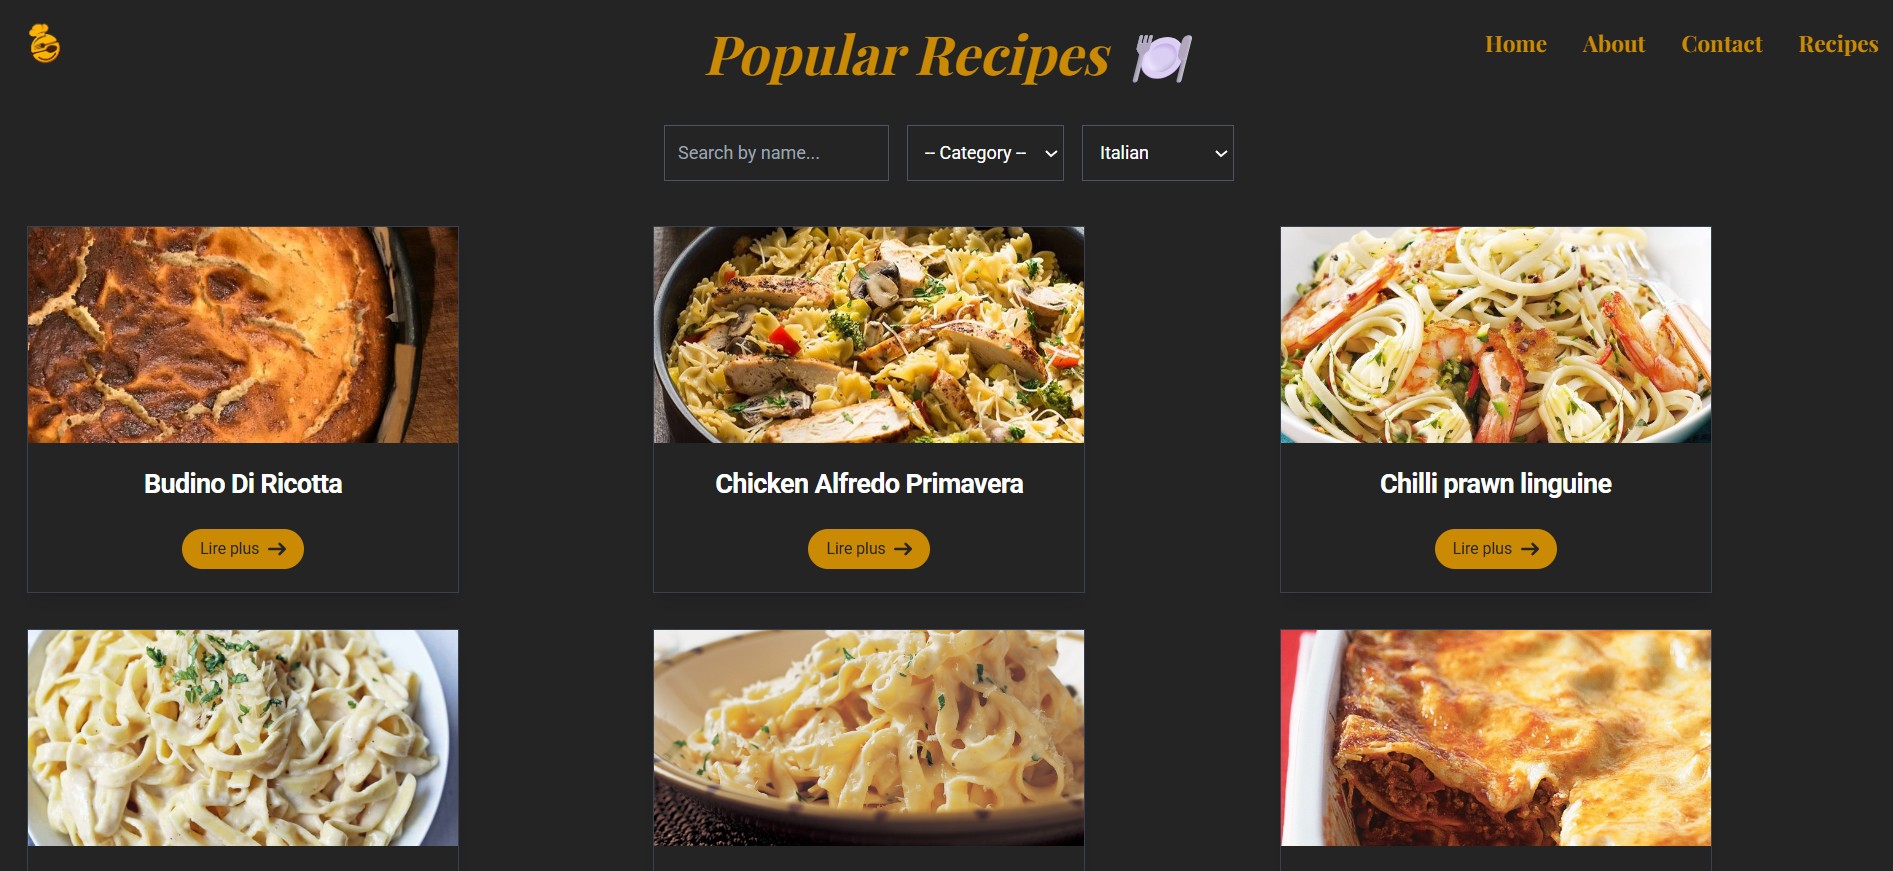 Popular Recipes 🍽️
Home About Contact Recipes
Search by name...
-- Category --
Italian
Budino Di Ricotta
Chicken Alfredo Primavera
Chilli prawn linguine
Lire plus →
Lire plus →
Lire plus →